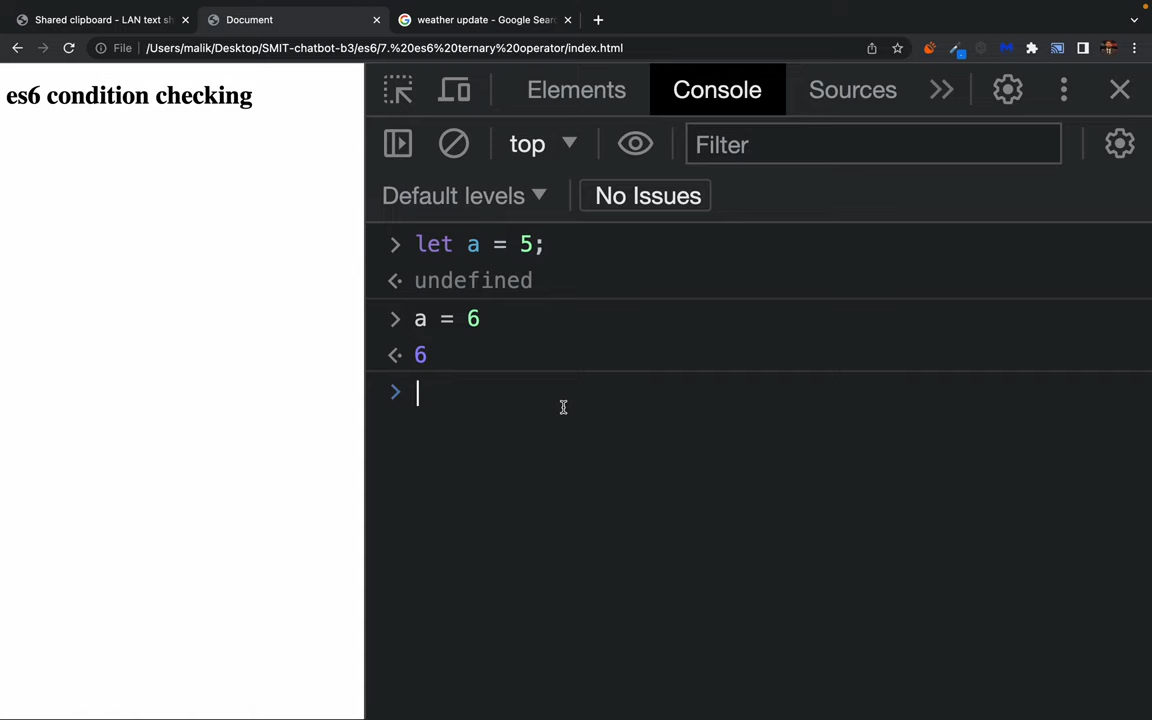 Shared clipboard - LAN text sh
Document
weather update - Google Sear
File
/Users/malik/Desktop/SMIT-chatbot-b3/es6/7.%20es6%20ternary%20operator/index.html
es6 condition checking
Elements
Console
Sources
top
Filter
Default levels
No Issues
let a = 5;
undefined
a = 6
6